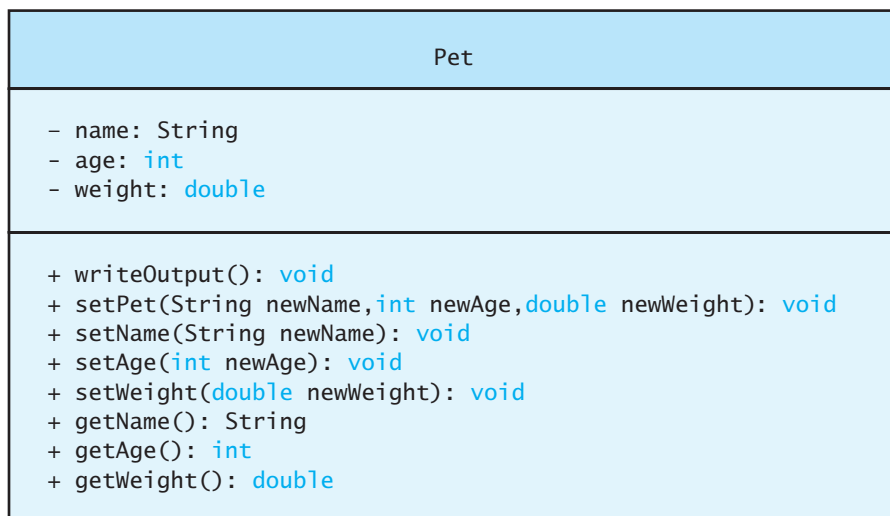 Pet
– name: String
– age: int
– weight: double
+ writeOutput(): void
+ setPet(String newName,int newAge,double newWeight): void
+ setName(String newName): void
+ setAge(int newAge): void
+ setWeight(double newWeight): void
+ getName(): String
+ getAge(): int
+ getWeight(): double